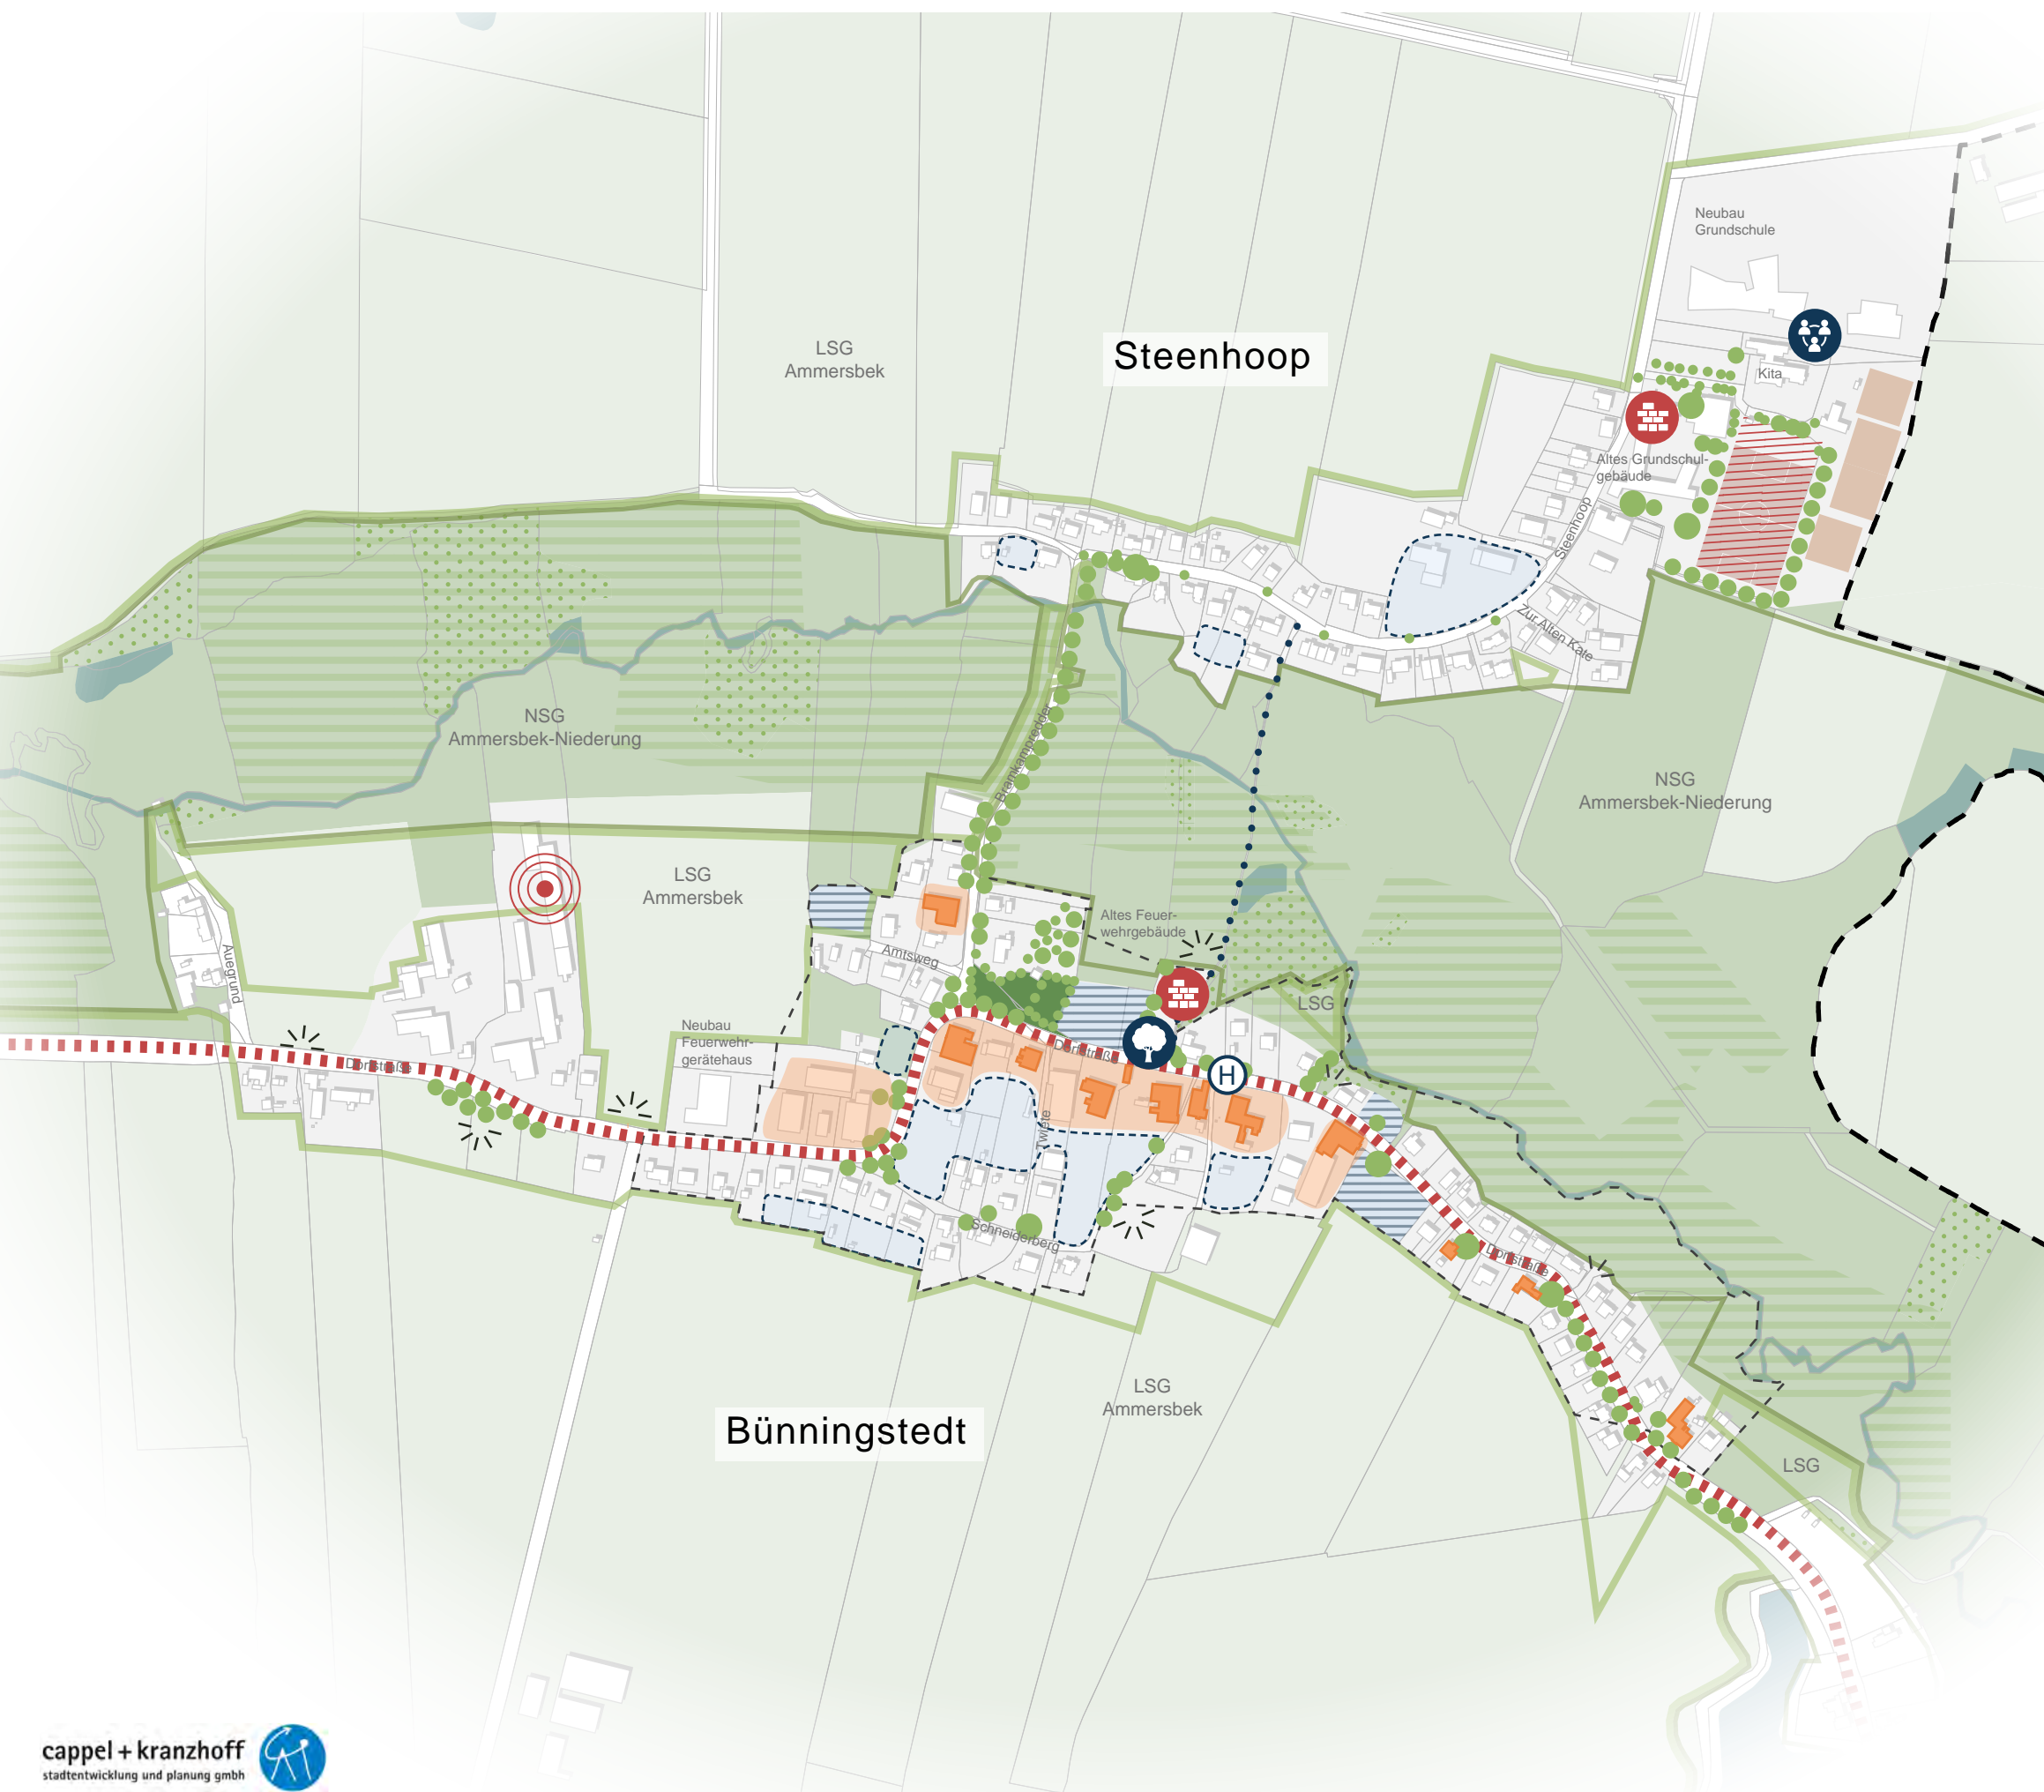 Neubau
Grundschule
LSG
Ammersbek
Steenhoop
Kita
Altes Grundschul-
gebäude
Steenhoop
Zur Alten Kate
NSG
Ammersbek-Niederung
Bramkampredder
NSG
Ammersbek-Niederung
LSG
Ammersbek
Altes Feuer-
wehrgebäude
Amtsweg
Auegrund
LSG
Neubau
Feuerwehr-
gerätehaus
Dorfstraße
Dorfstraße
H
Twiete
Schneiderberg
Dorfstraße
LSG
Ammersbek
Bünningstedt
LSG
cappel + kranzhoff
stadtentwicklung und planung gmbh